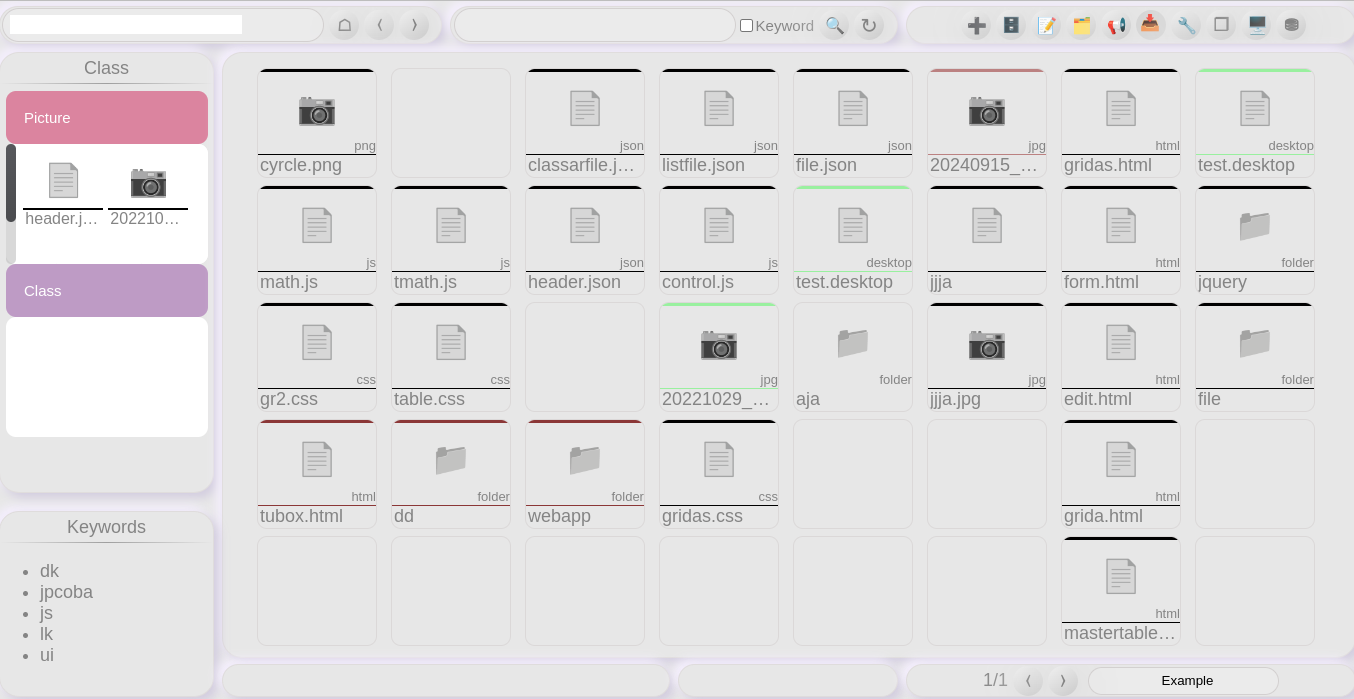 Keyword
Class
Picture
header.j…
202210…
Class
Keywords
dk
jpcoba
js
lk
ui
png
cyrcle.png
json
classarfile.j…
json
listfile.json
json
file.json
jpg
20240915_…
html
gridas.html
desktop
test.desktop
js
math.js
js
tmath.js
json
header.json
js
control.js
desktop
test.desktop
jjja
html
form.html
folder
jquery
css
gr2.css
css
table.css
jpg
20221029_…
folder
aja
jpg
jjja.jpg
html
edit.html
folder
file
html
tubox.html
folder
dd
folder
webapp
css
gridas.css
html
grida.html
html
mastertable…
1/1
Example